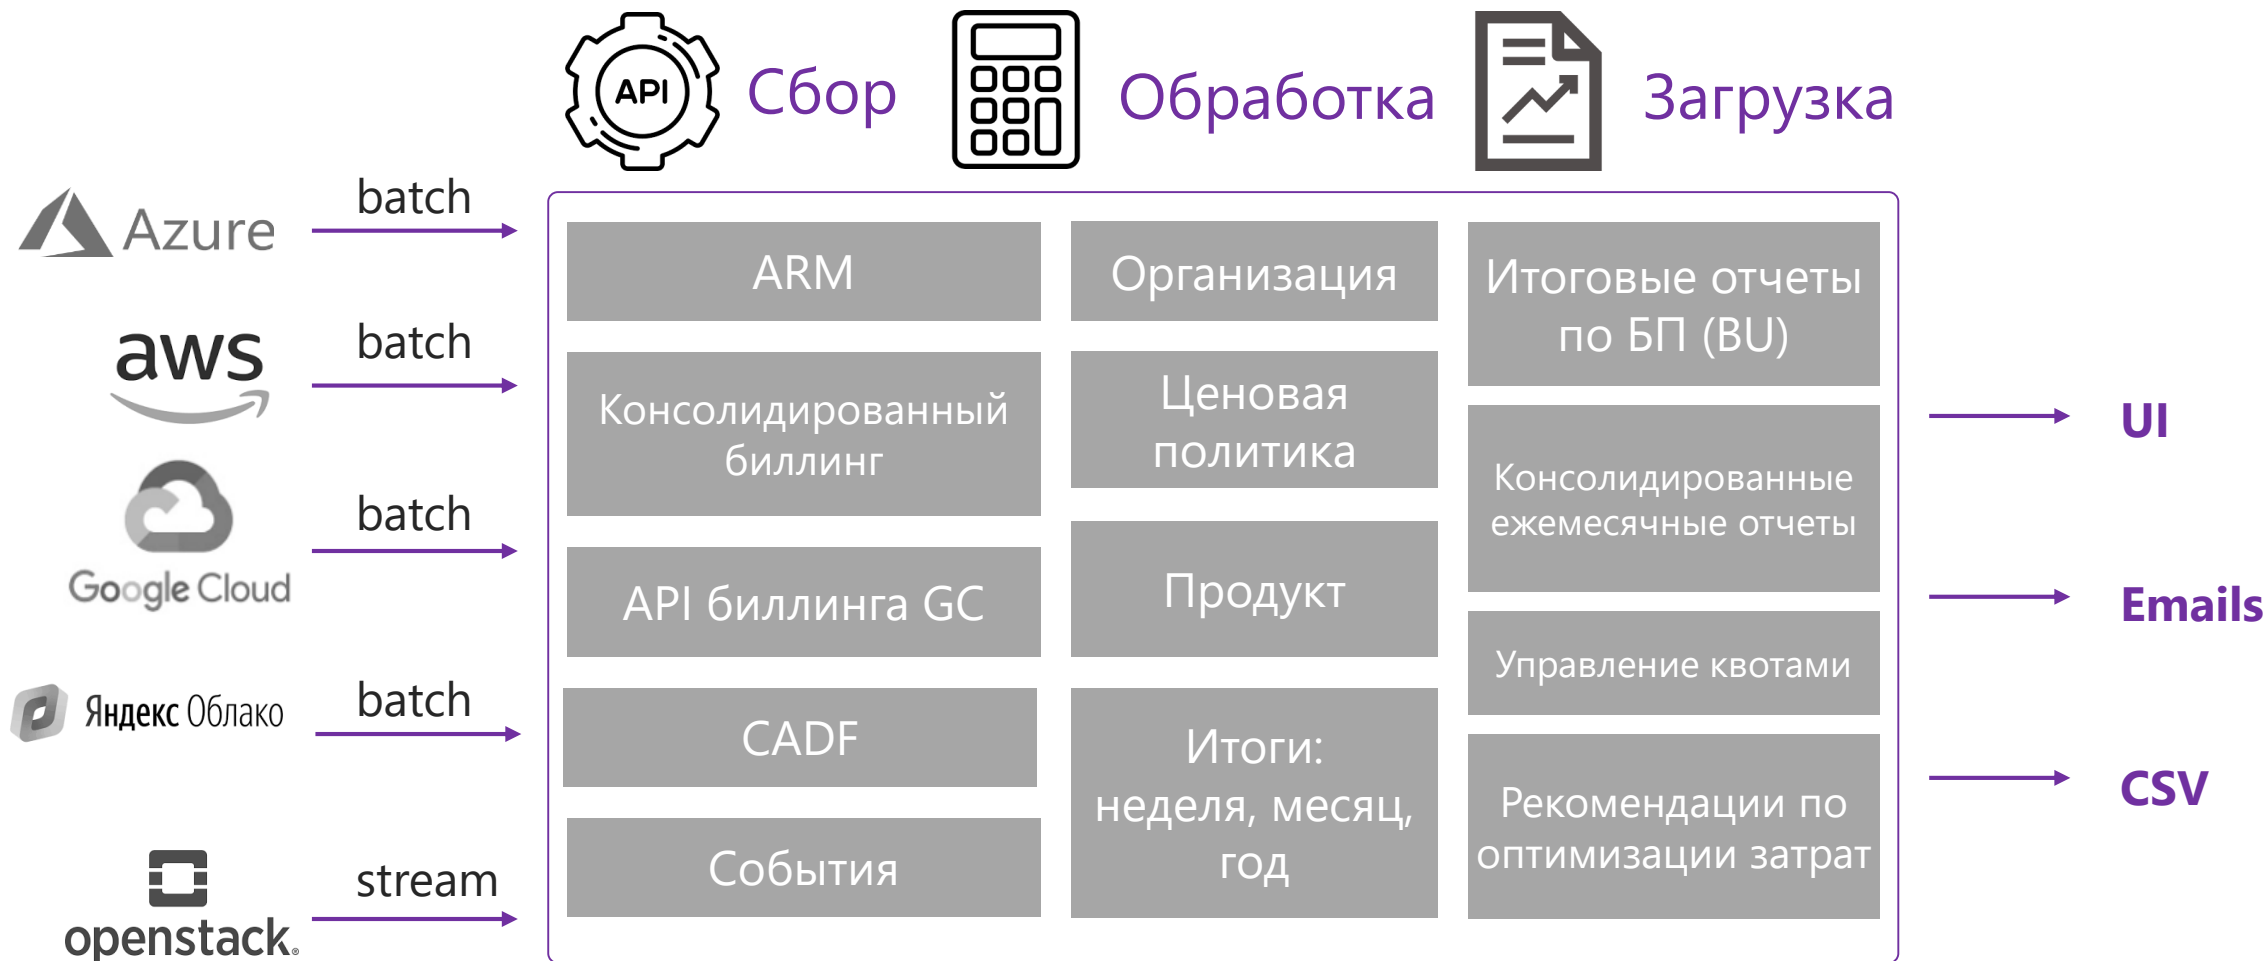 API
Сбор
Обработка
Загрузка
Azure
batch
aws
batch
Google Cloud
batch
Яндекс Облако
batch
openstack.
stream
ARM
Консолидированный
биллинг
API биллинга GC
CADF
События
Организация
Ценовая
политика
Продукт
Итоги:
неделя, месяц,
год
Итоговые отчеты
по БП (BU)
Консолидированные
ежемесячные отчеты
Управление квотами
Рекомендации по
оптимизации затрат
UI
Emails
CSV